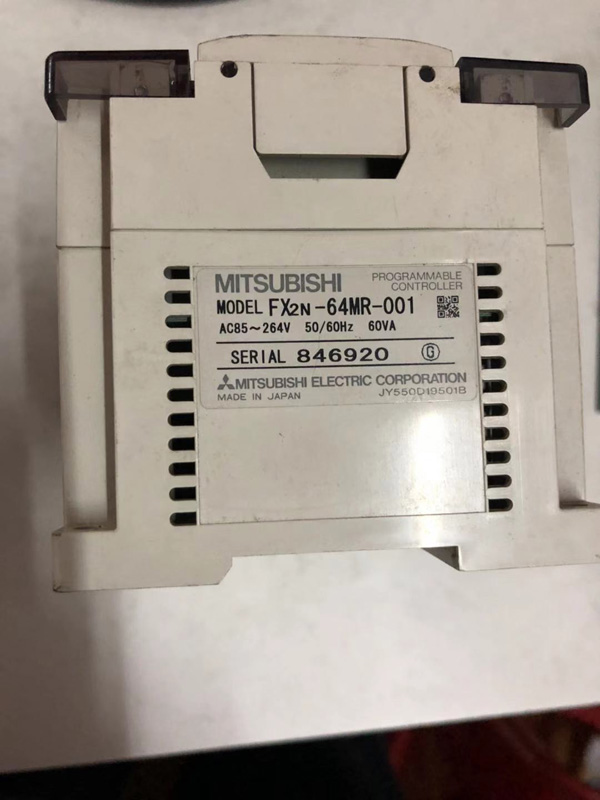 MITSUBISHI PROGRAMMABLE CONTROLLER
MODEL FX2N-64MR-001
AC85~264V 50/60Hz 60VA
SERIAL 846920 G
MITSUBISHI ELECTRIC CORPORATION
MADE IN JAPAN JY550D19501B